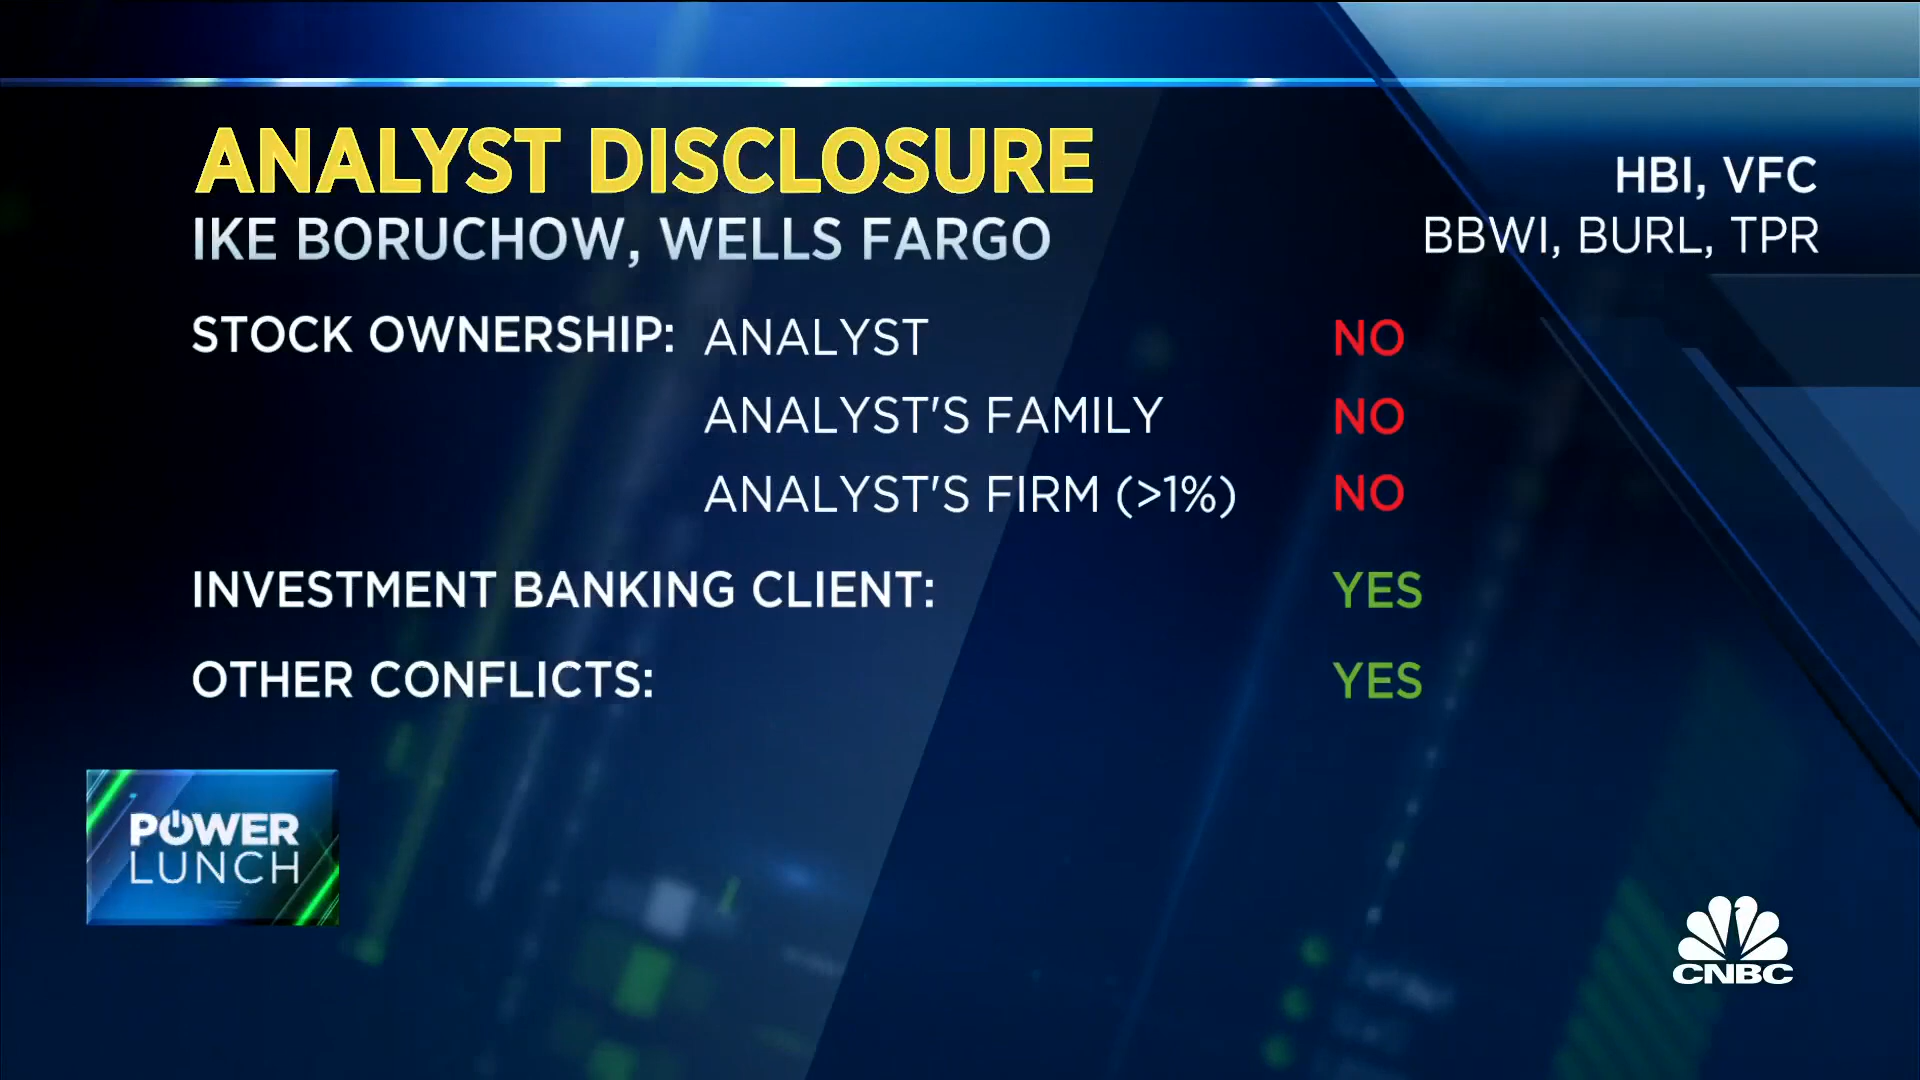 ANALYST DISCLOSURE
IKE BORUCHOW, WELLS FARGO
HBI, VFC
BBWI, BURL, TPR
STOCK OWNERSHIP: ANALYST NO
ANALYST'S FAMILY NO
ANALYST'S FIRM (>1%) NO
INVESTMENT BANKING CLIENT: YES
OTHER CONFLICTS: YES
POWER
LUNCH
CNBC